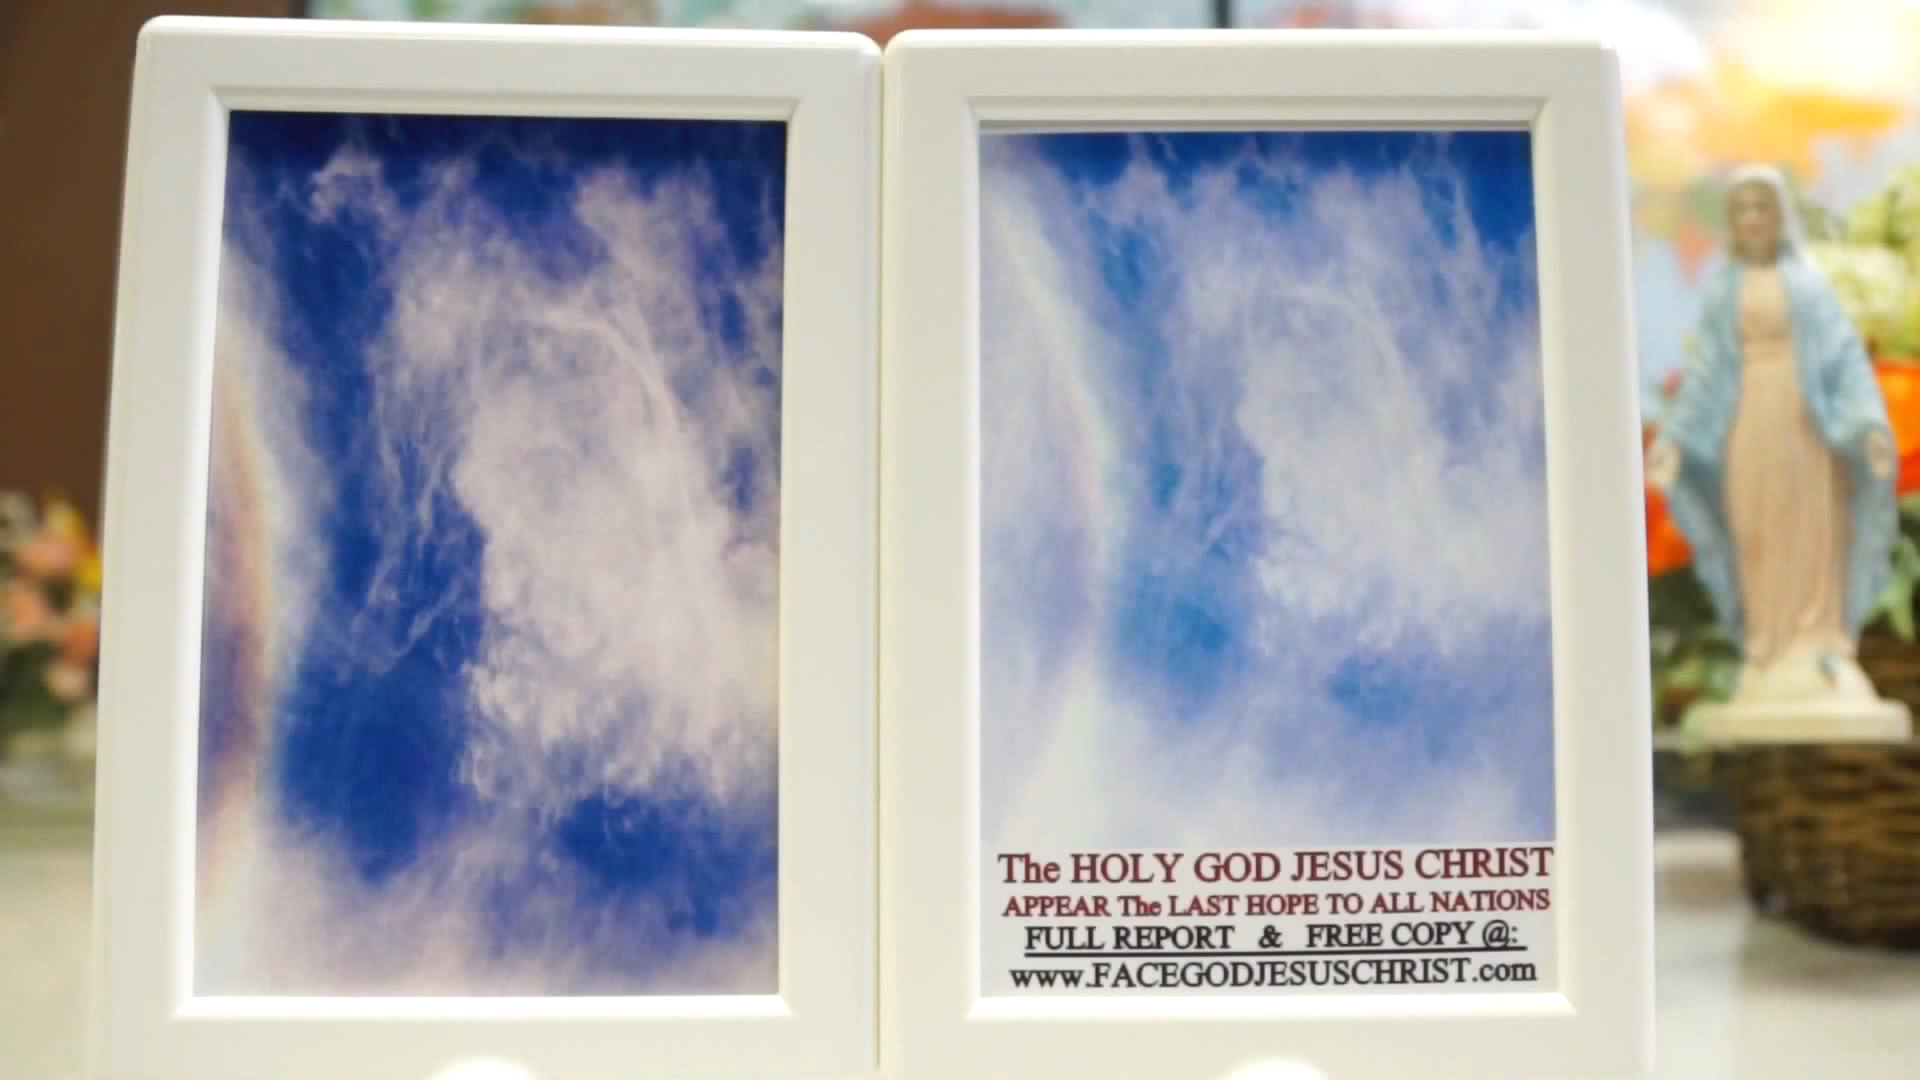 The HOLY GOD JESUS CHRIST
APPEAR The LAST HOPE TO ALL NATIONS
FULL REPORT & FREE COPY @:
www.FACEGODJESUSCHRIST.com